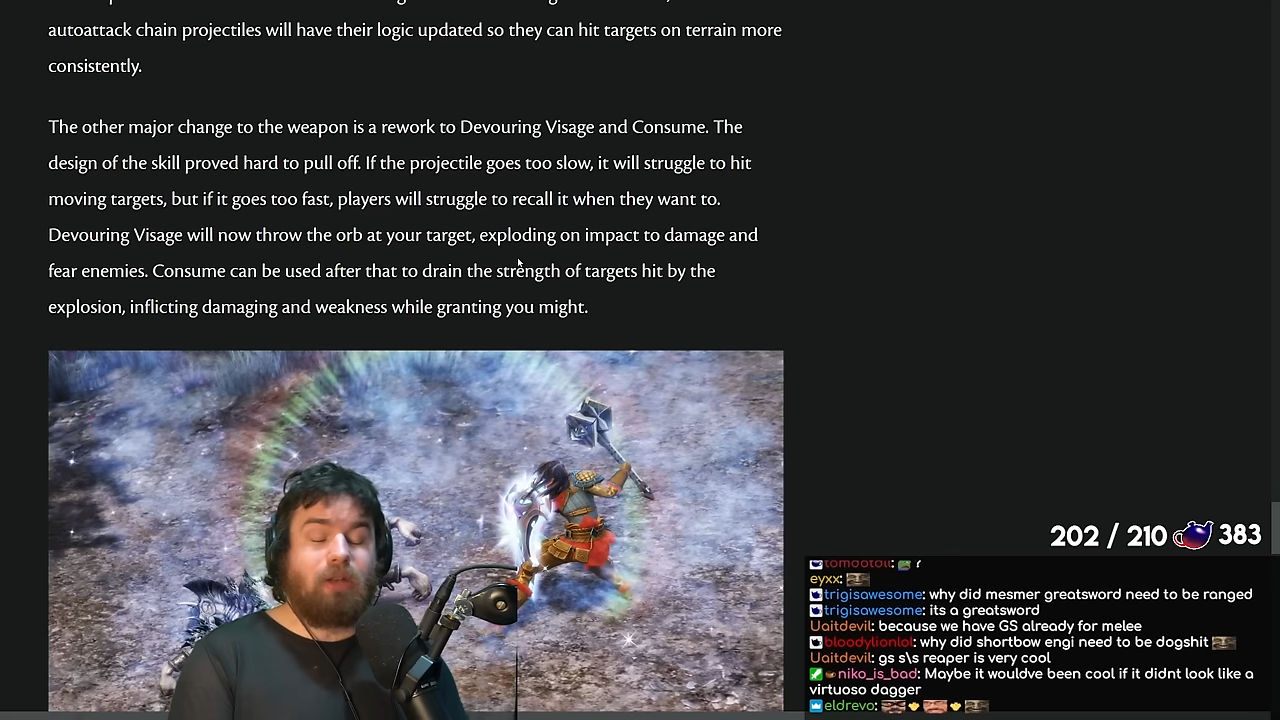 autoattack chain projectiles will have their logic updated so they can hit targets on terrain more
consistently.
The other major change to the weapon is a rework to Devouring Visage and Consume. The
design of the skill proved hard to pull off. If the projectile goes too slow, it will struggle to hit
moving targets, but if it goes too fast, players will struggle to recall it when they want to.
Devouring Visage will now throw the orb at your target, exploding on impact to damage and
fear enemies. Consume can be used after that to drain the strength of targets hit by the
explosion, inflicting damaging and weakness while granting you might.
202 / 210 383
tomootoll: ?
eyxx:
trigisawesome: why did mesmer greatsword need to be ranged
trigisawesome: its a greatsword
Uaitdevil: because we have GS already for melee
bloodylionlol: why did shortbow engi need to be dogshit
Uaitdevil: gs s\s reaper is very cool
niko_is_bad: Maybe it wouldve been cool if it didnt look like a
virtuoso dagger
eldrevo: